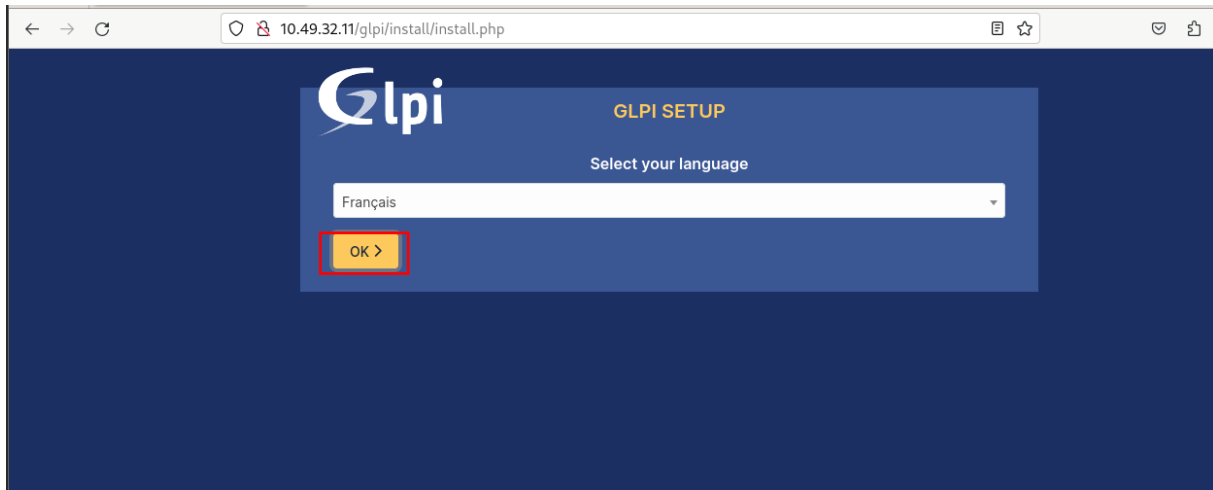 10.49.32.11/glpi/install/install.php
Glpi
GLPI SETUP
Select your language
Français
OK